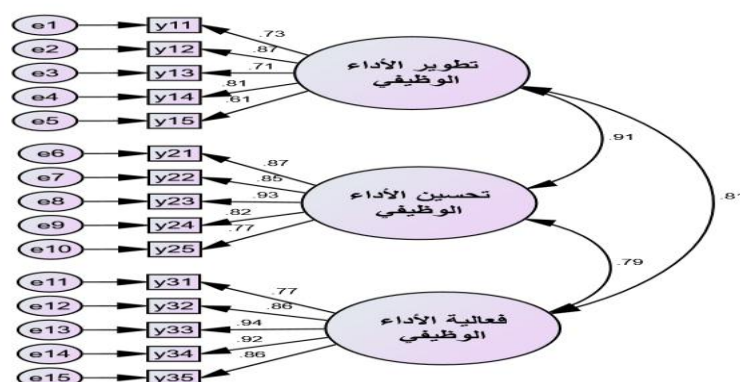 e1 y11 .73
e2 y12 .87
e3 y13 .71
e4 y14 .81
e5 y15 .61
تطوير الأداء
الوظيفي
.91
.81
e6 y21 .87
e7 y22 .85
e8 y23 .93
e9 y24 .82
e10 y25 .77
تحسين الأداء
الوظيفي
.79
e11 y31 .77
e12 y32 .86
e13 y33 .94
e14 y34 .92
e15 y35 .86
فعالية الأداء
الوظيفي